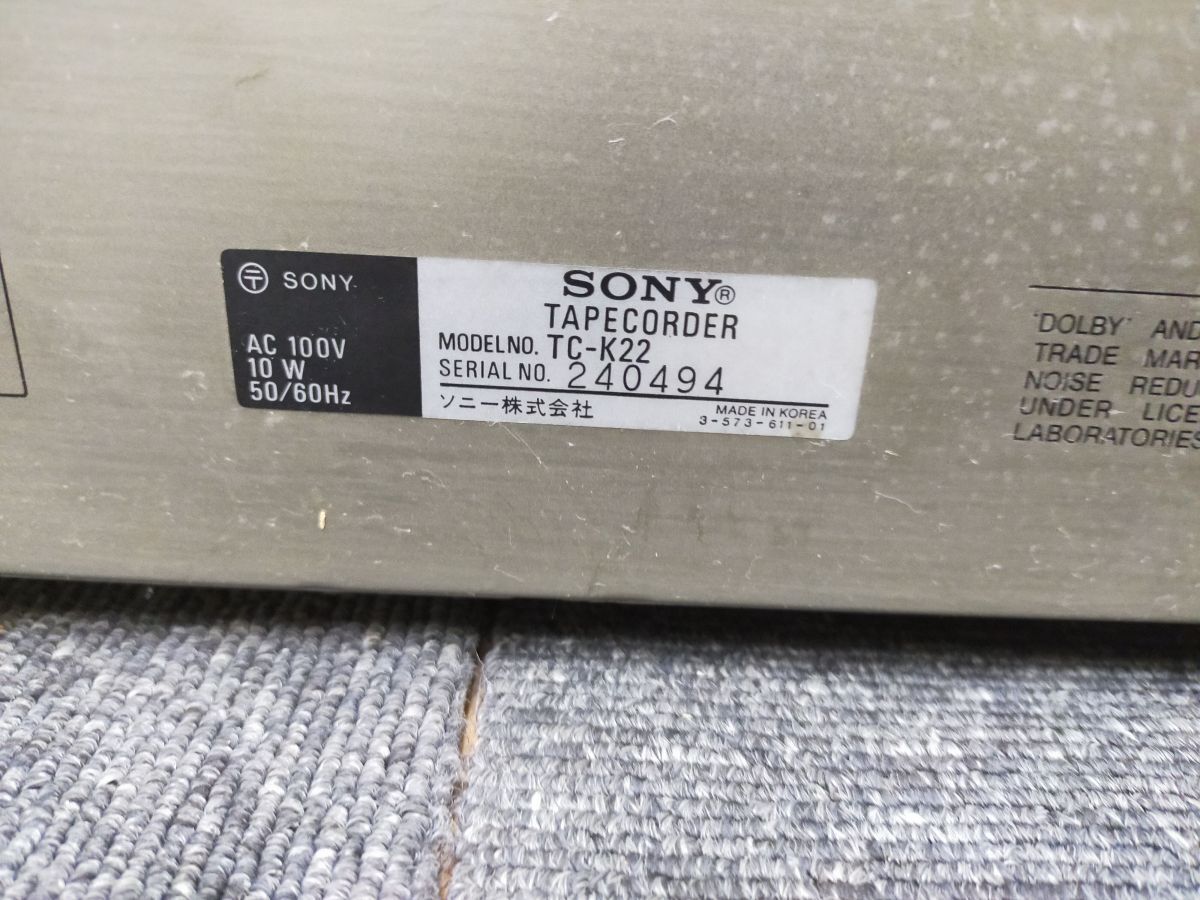 〒 SONY
AC 100V
10 W
50/60Hz
SONY®
TAPECORDER
MODEL NO. TC-K22
SERIAL NO. 240494
ソニー株式会社
MADE IN KOREA
3-573-611-01
'DOLBY' AND
TRADE MAR
NOISE REDU
UNDER LICE
LABORATORIES